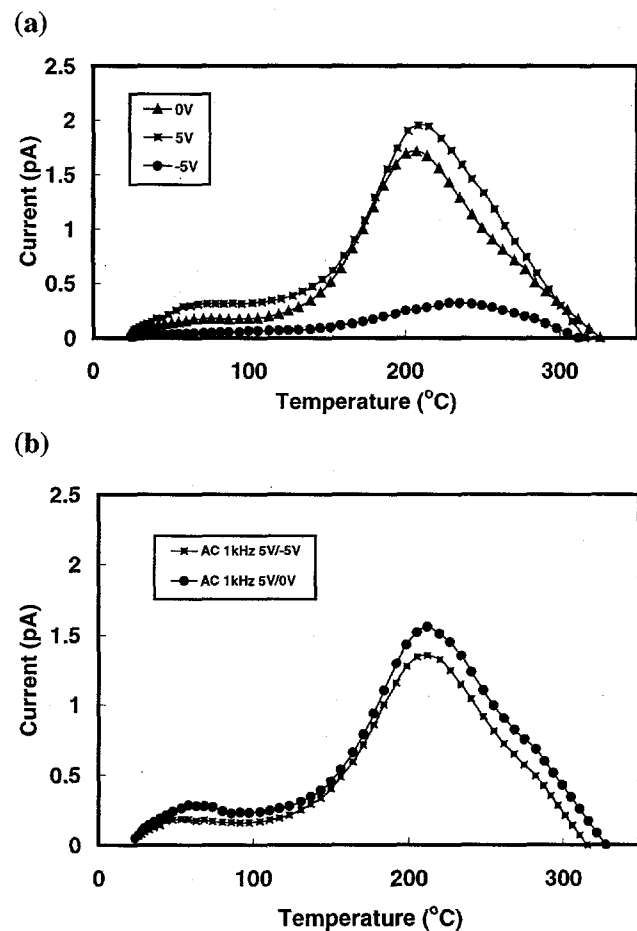 (a)
2.5
2
1.5
1
0.5
0
Current (pA)
0V
5V
-5V
0 100 200 300
Temperature (°C)
(b)
2.5
2
1.5
1
0.5
0
Current (pA)
AC 1kHz 5V/-5V
AC 1kHz 5V/0V
0 100 200 300
Temperature (°C)